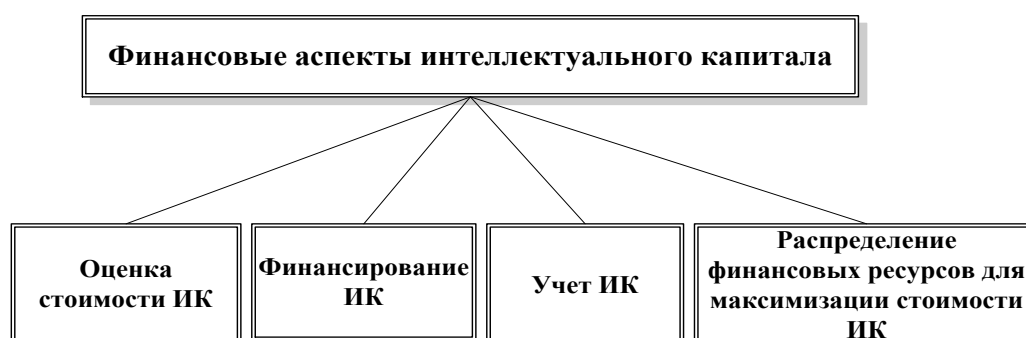 Финансовые аспекты интеллектуального капитала
Оценка
стоимости ИК
Финансирование
ИК
Учет ИК
Распределение
финансовых ресурсов для
максимизации стоимости
ИК